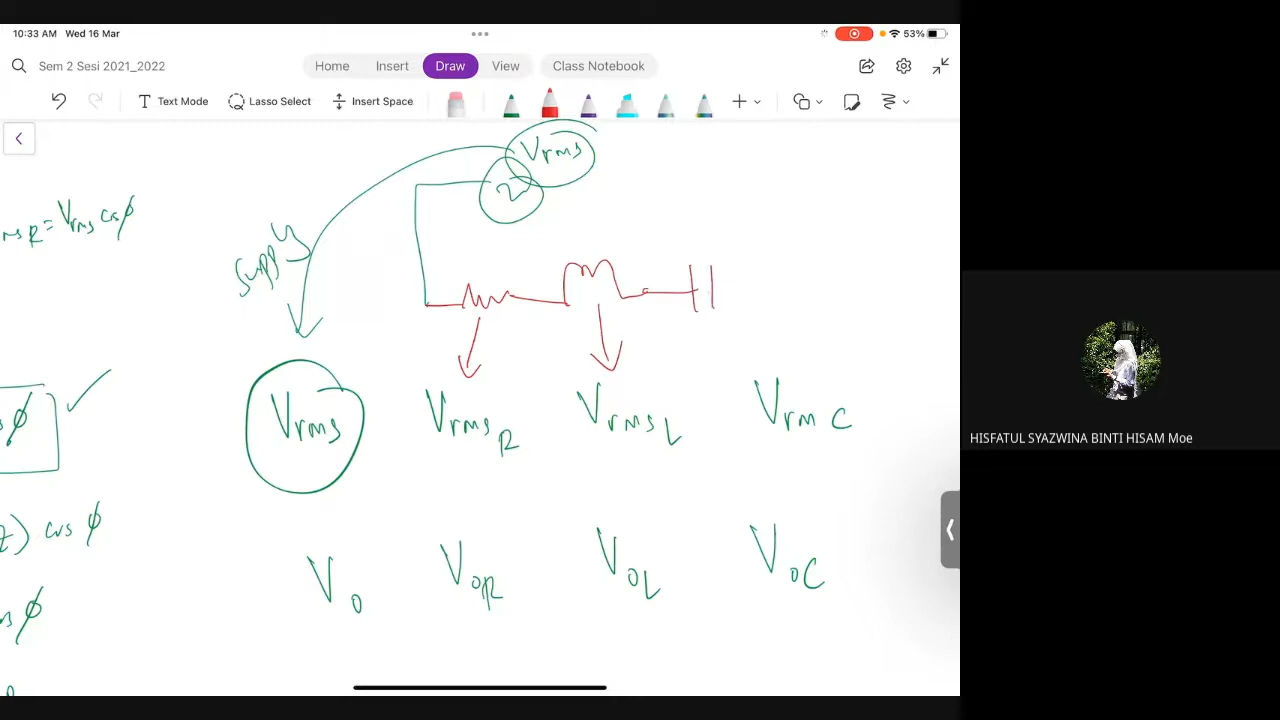 10:33 AM Wed 16 Mar
53%
Sem 2 Sesi 2021_2022
Home Insert Draw View Class Notebook
Text Mode Lasso Select Insert Space
Vrms
supply
Vrms Vrms R Vrms L Vrm C
cos ϕ
V0 V0R V0L V0C
HISFATUL SYAZWINA BINTI HISAM Moe